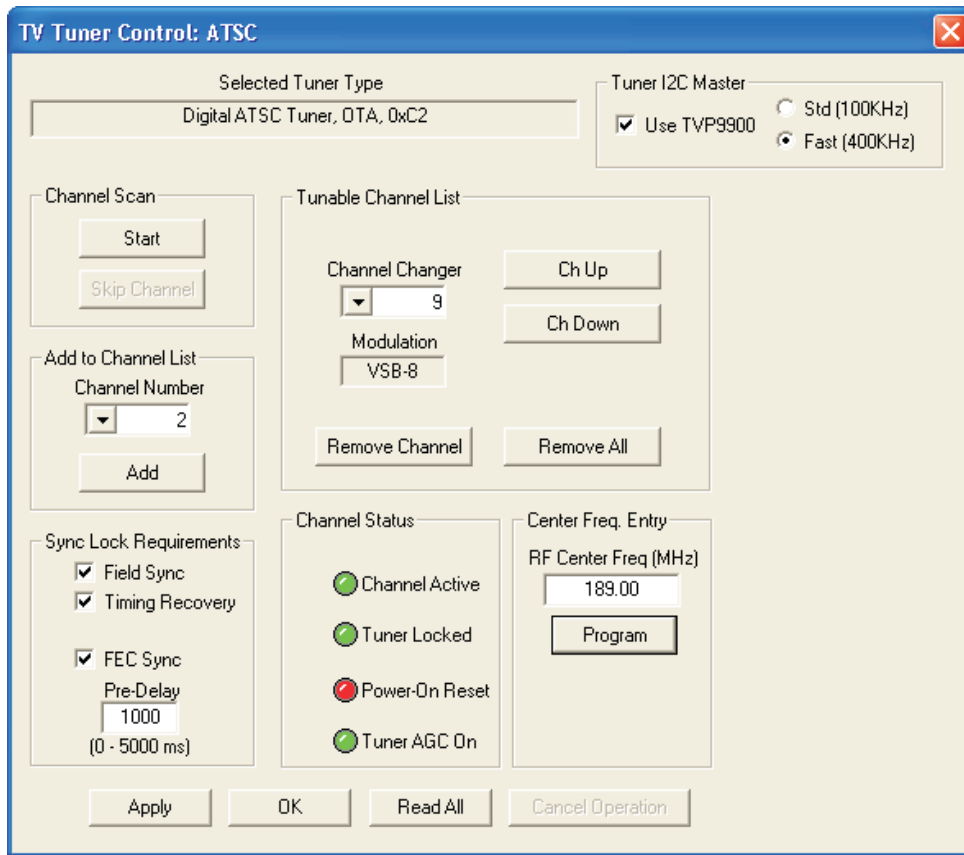 TV Tuner Control: ATSC
Selected Tuner Type
Digital ATSC Tuner, OTA, 0xC2
Tuner I2C Master
Use TVP9900
Std (100KHz)
Fast (400KHz)
Channel Scan
Start
Skip Channel
Add to Channel List
Channel Number
2
Add
Tunable Channel List
Channel Changer
9
Modulation
VSB-8
Ch Up
Ch Down
Remove Channel
Remove All
Sync Lock Requirements
Field Sync
Timing Recovery
FEC Sync
Pre-Delay
1000
(0 - 5000 ms)
Channel Status
Channel Active
Tuner Locked
Power-On Reset
Tuner AGC On
Center Freq. Entry
RF Center Freq (MHz)
189.00
Program
Apply
OK
Read All
Cancel Operation